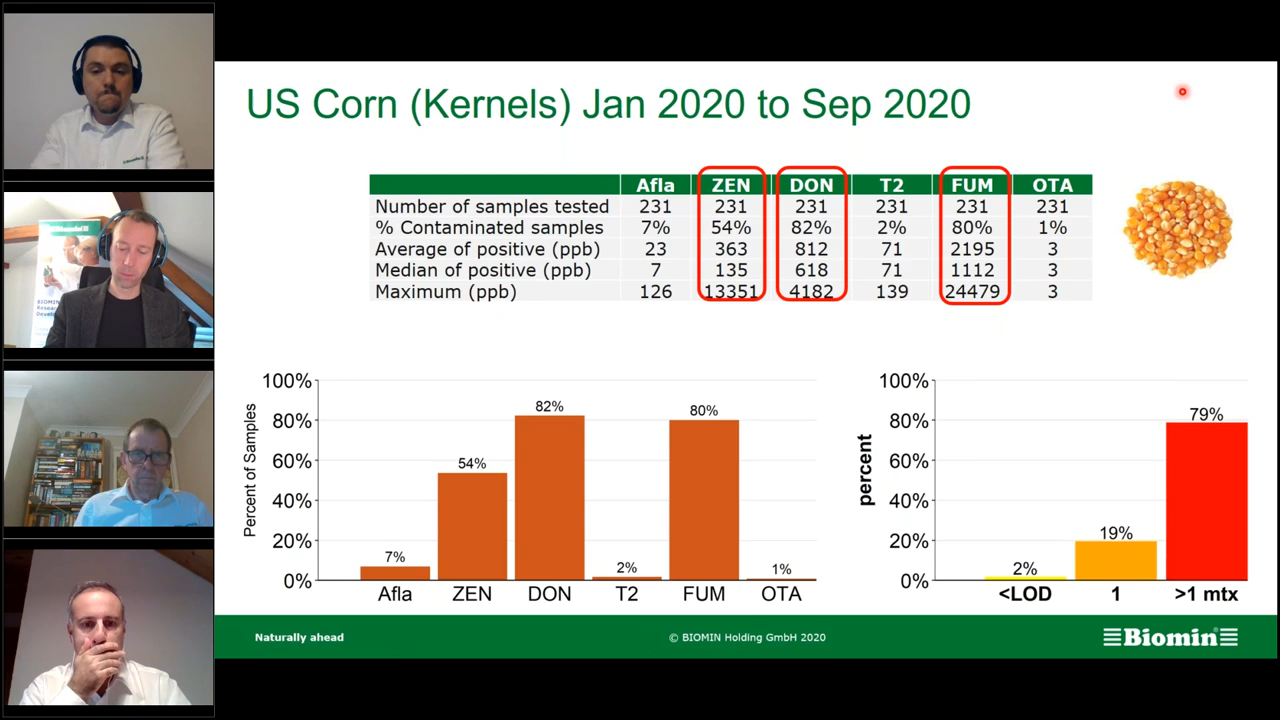 US Corn (Kernels) Jan 2020 to Sep 2020
Afla ZEN DON T2 FUM OTA
Number of samples tested 231 231 231 231 231 231
% Contaminated samples 7% 54% 82% 2% 80% 1%
Average of positive (ppb) 23 363 812 71 2195 3
Median of positive (ppb) 7 135 618 71 1112 3
Maximum (ppb) 126 13351 4182 139 24479 3
Percent of Samples
100%
80%
60%
40%
20%
0%
7%
54%
82%
2%
80%
1%
Afla ZEN DON T2 FUM OTA
percent
100%
80%
60%
40%
20%
0%
2%
19%
79%
<LOD 1 >1 mtx
Naturally ahead
© BIOMIN Holding GmbH 2020
Biomin®